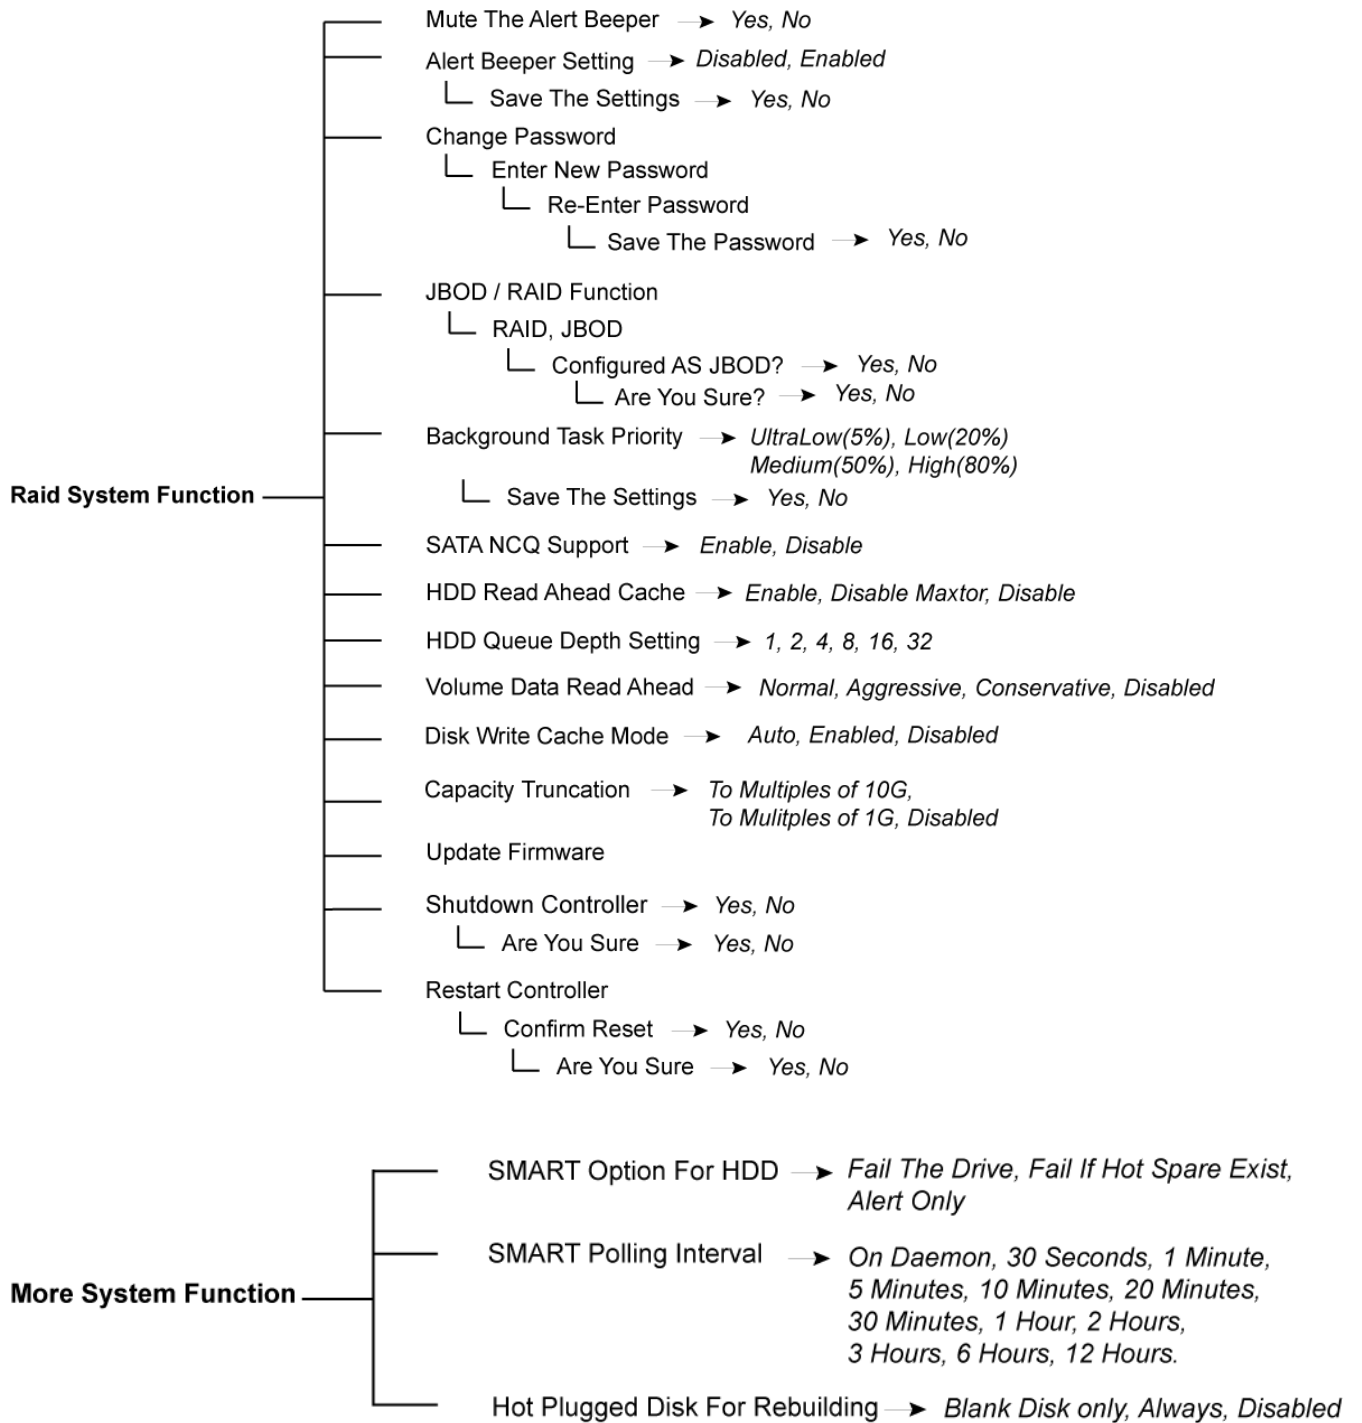 Mute The Alert Beeper Yes, No
Alert Beeper Setting Disabled, Enabled
Save The Settings Yes, No
Change Password
Enter New Password
Re-Enter Password
Save The Password Yes, No
JBOD / RAID Function
RAID, JBOD
Configured AS JBOD? Yes, No
Are You Sure? Yes, No
Background Task Priority UltraLow(5%), Low(20%)
Medium(50%), High(80%)
Raid System Function
Save The Settings Yes, No
SATA NCQ Support Enable, Disable
HDD Read Ahead Cache Enable, Disable Maxtor, Disable
HDD Queue Depth Setting 1, 2, 4, 8, 16, 32
Volume Data Read Ahead Normal, Aggressive, Conservative, Disabled
Disk Write Cache Mode Auto, Enabled, Disabled
Capacity Truncation To Multiples of 10G,
To Mulitples of 1G, Disabled
Update Firmware
Shutdown Controller Yes, No
Are You Sure Yes, No
Restart Controller
Confirm Reset Yes, No
Are You Sure Yes, No
SMART Option For HDD Fail The Drive, Fail If Hot Spare Exist,
Alert Only
SMART Polling Interval On Daemon, 30 Seconds, 1 Minute,
More System Function 5 Minutes, 10 Minutes, 20 Minutes,
30 Minutes, 1 Hour, 2 Hours,
3 Hours, 6 Hours, 12 Hours.
Hot Plugged Disk For Rebuilding Blank Disk only, Always, Disabled